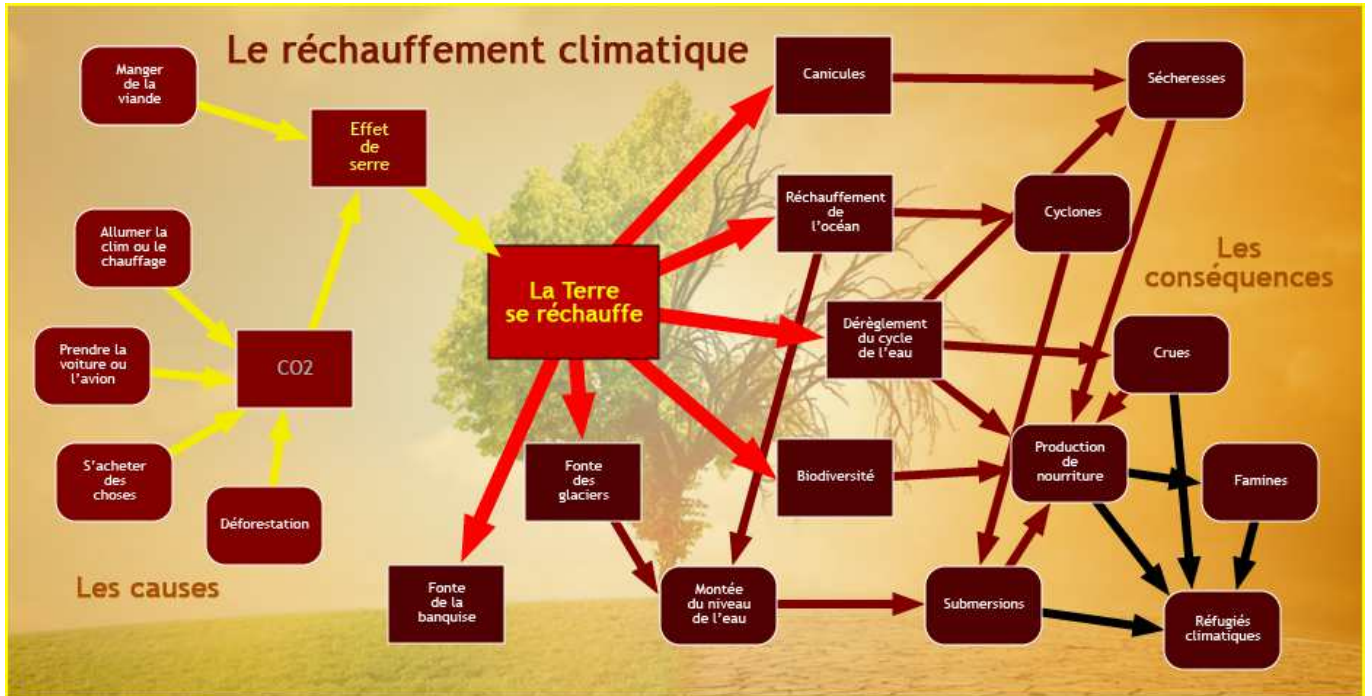 Le réchauffement climatique
Manger
de la
viande
Effet
de
serre
Allumer la
clim ou le
chauffage
Prendre la
voiture ou
l'avion
CO2
S'acheter
des
choses
Déforestation
Les causes
La Terre
se réchauffe
Canicules
Sécheresses
Réchauffement
de
l'océan
Cyclones
Les
conséquences
Dérèglement
du cycle
de l'eau
Crues
Fonte
des
glaciers
Biodiversité
Production
de
nourriture
Famines
Fonte
de la
banquise
Montée
du niveau
de l'eau
Submersions
Réfugiés
climatiques